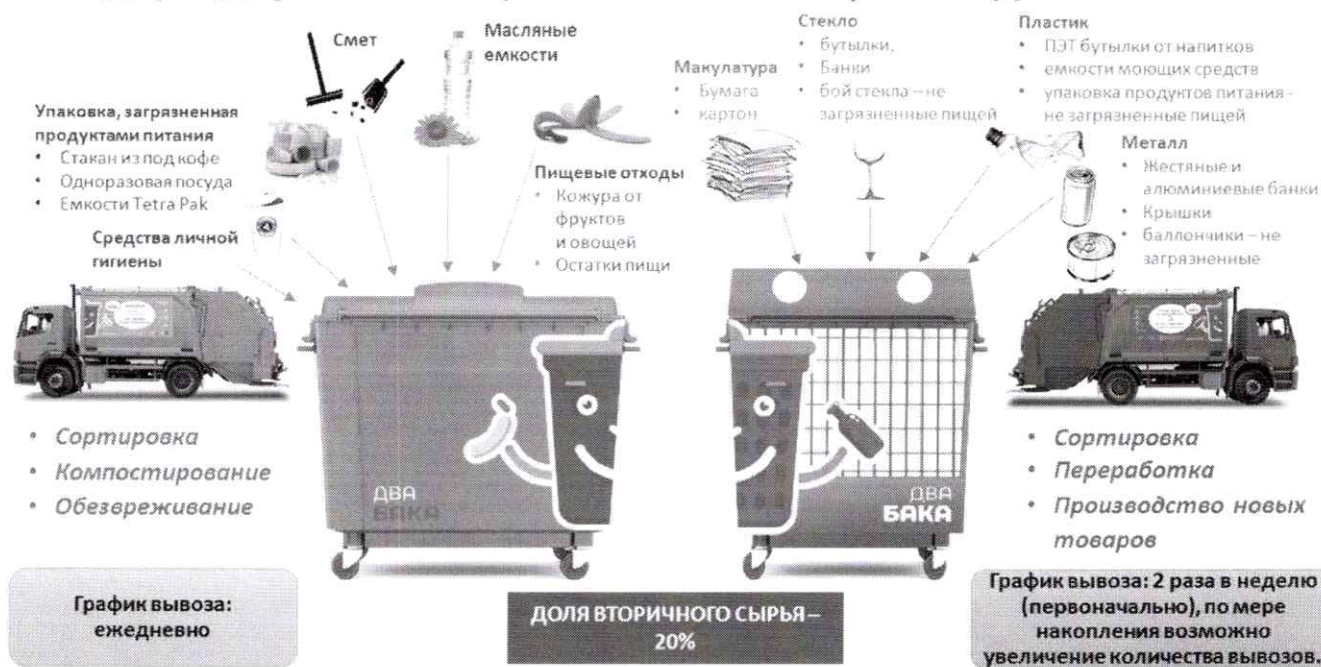 Смет
Масляные
емкости
Стекло
• бутылки,
• Банки
• бой стекла – не
загрязненные пищей
Пластик
• ПЭТ бутылки от напитков
• емкости моющих средств
• упаковка продуктов питания -
не загрязненные пищей
Макулатура
• Бумага
• картон
Упаковка, загрязненная
продуктами питания
• Стакан из под кофе
• Одноразовая посуда
• Емкости Tetra Pak
Металл
• Жестяные и
алюминиевые банки
• Крышки
• баллончики – не
загрязненные
Пищевые отходы
• Кожура от
фруктов
и овощей
• Остатки пищи
Средства личной
гигиены
• Сортировка
• Компостирование
• Обезвреживание
ДВА
БАКА
ДВА
БАКА
• Сортировка
• Переработка
• Производство новых
товаров
График вывоза:
ежедневно
ДОЛЯ ВТОРИЧНОГО СЫРЬЯ –
20%
График вывоза: 2 раза в неделю
(первоначально), по мере
накопления возможно
увеличение количества вывозов.